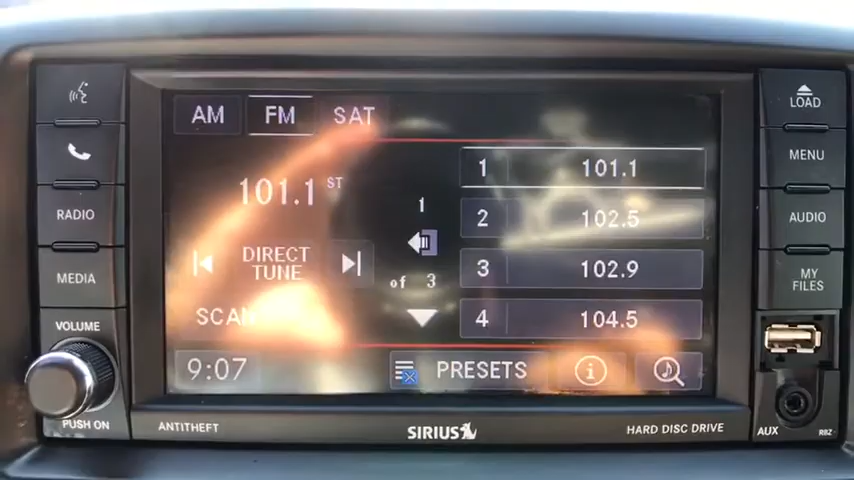 AM FM SAT
101.1 ST
DIRECT
TUNE
SCAN
9:07
1
of 3
1 101.1
2 102.5
3 102.9
4 104.5
PRESETS
i
RADIO
MEDIA
VOLUME
PUSH ON
LOAD
MENU
AUDIO
MY
FILES
AUX
RBZ
ANTITHEFT
SIRIUS
HARD DISC DRIVE